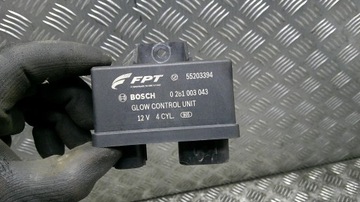 FPT 55203394
BOSCH 0 281 003 043
GLOW CONTROL UNIT
12 V 4 CYL.